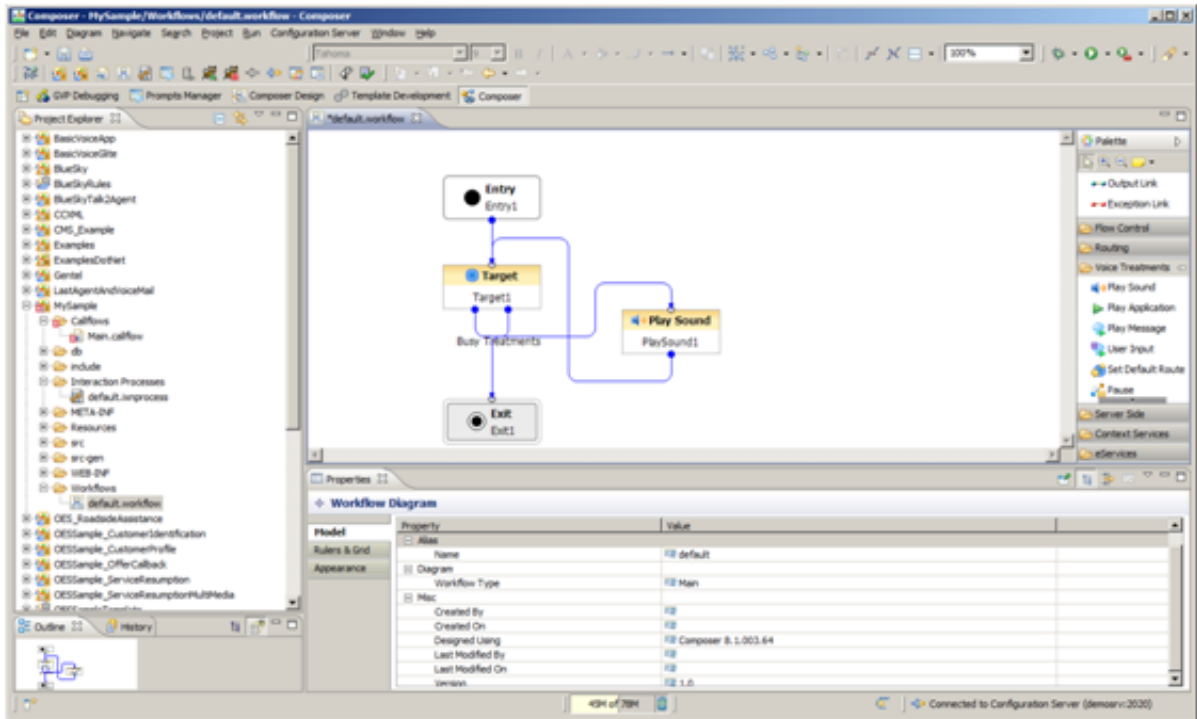 Composer - MySample/Workflows/default.workflow - Composer
File Edit Diagram Navigate Search Project Run Configuration Server Window Help
Tahoma 9 B I A 100%
GVP Debugging Prompts Manager Composer Design Template Development Composer
Project Explorer
BasicVoiceApp
BasicVoiceGlite
BlueSky
BlueSkyRules
BlueSkyTalk2Agent
CCXML
CMS_Example
Examples
ExamplesDotNet
Gentel
LastAgentAndVoiceMail
MySample
Callflows
Main.callflow
db
include
Interaction Processes
default.ixnprocess
META-INF
Resources
src
src-gen
WEB-INF
Workflows
default.workflow
OES_RoadsideAssistance
OESSample_CustomerIdentification
OESSample_CustomerProfile
OESSample_OfferCallback
OESSample_ServiceResumption
OESSample_ServiceResumptionMultiMedia
OESSampleTemplate
Outline History
*default.workflow
Entry
Entry1
Target
Target1
Busy Treatments
Play Sound
PlaySound1
Exit
Exit1
Palette
Output Link
Exception Link
Flow Control
Routing
Voice Treatments
Play Sound
Play Application
Play Message
User Input
Set Default Route
Pause
Server Side
Context Services
eServices
Properties
Workflow Diagram
Model
Rulers & Grid
Appearance
Property Value
Alias
Name default
Diagram
Workflow Type Main
Misc
Created By
Created On
Designed Using Composer 8.1.003.64
Last Modified By
Last Modified On
Version 1.0
45M of 78M
Connected to Configuration Server (demosrv:2020)